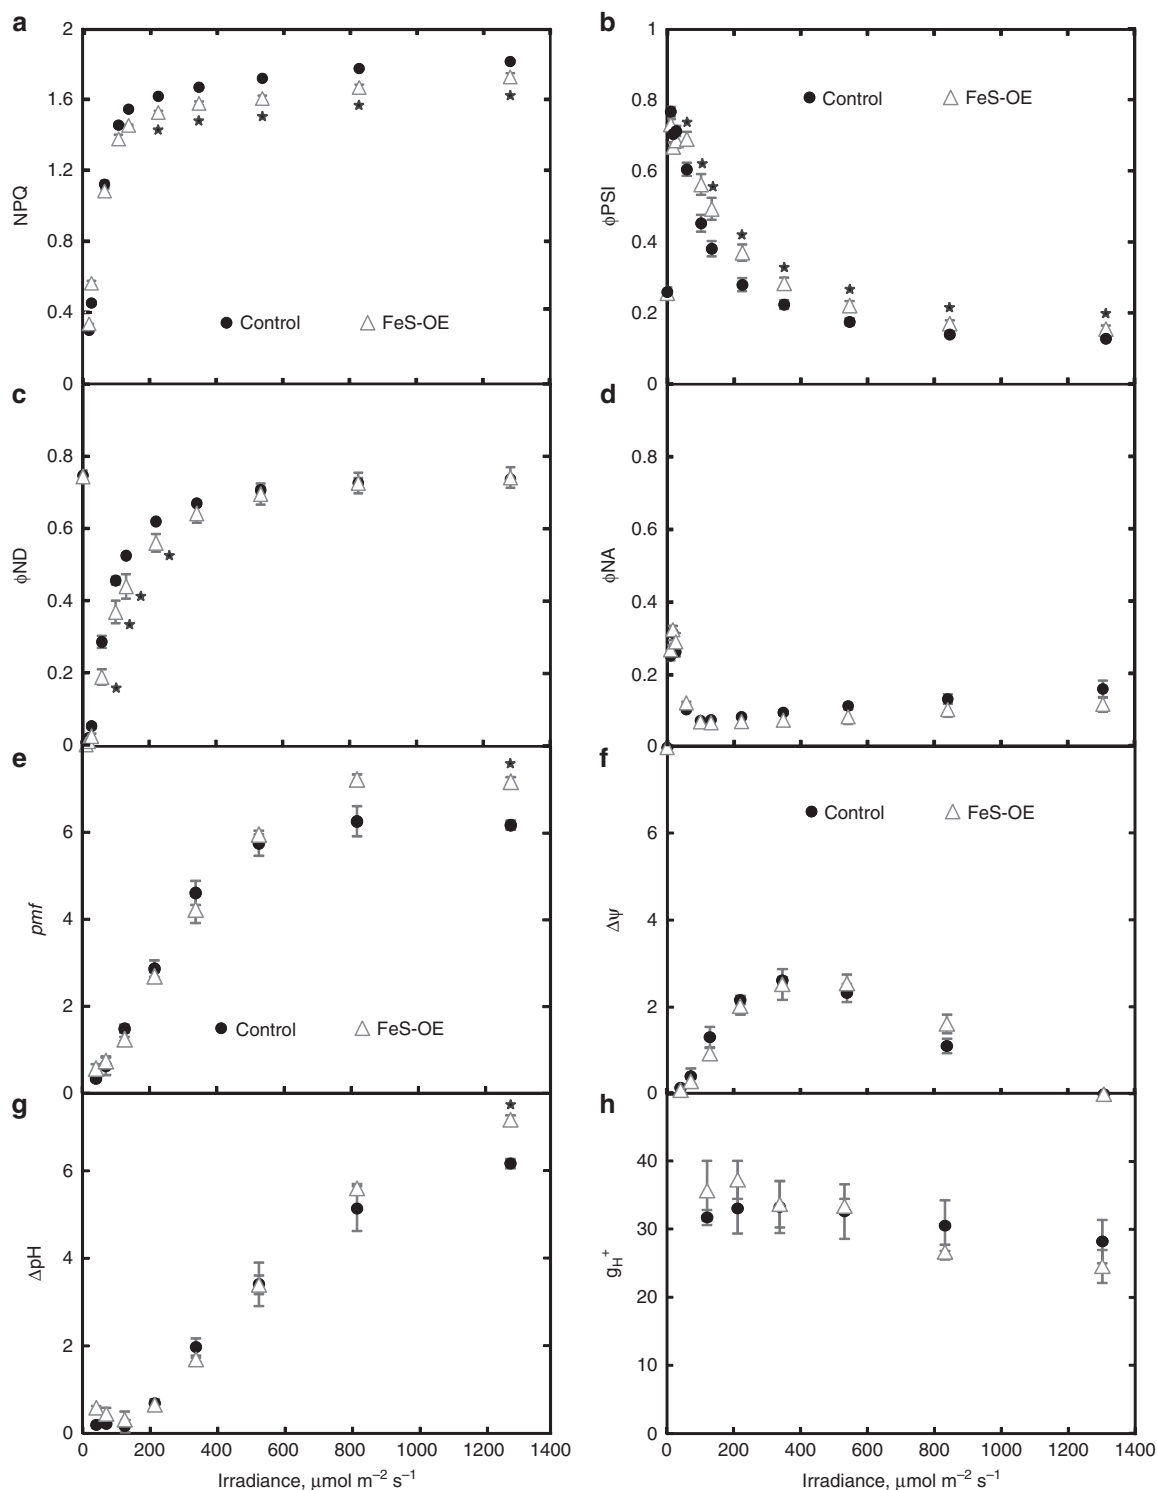 a
2
1.6
1.2
0.8
0.4
0
NPQ
Control
FeS-OE
b
1
0.8
0.6
0.4
0.2
0
ϕPSI
Control
FeS-OE
c
0.8
0.6
0.4
0.2
0
ϕND
d
0.8
0.6
0.4
0.2
0
ϕNA
e
6
4
2
0
pmf
Control
FeS-OE
f
6
4
2
0
Δψ
Control
FeS-OE
g
6
4
2
0
ΔpH
0 200 400 600 800 1000 1200 1400
Irradiance, μmol m⁻² s⁻¹
h
40
30
20
10
0
gH⁺
0 200 400 600 800 1000 1200 1400
Irradiance, μmol m⁻² s⁻¹